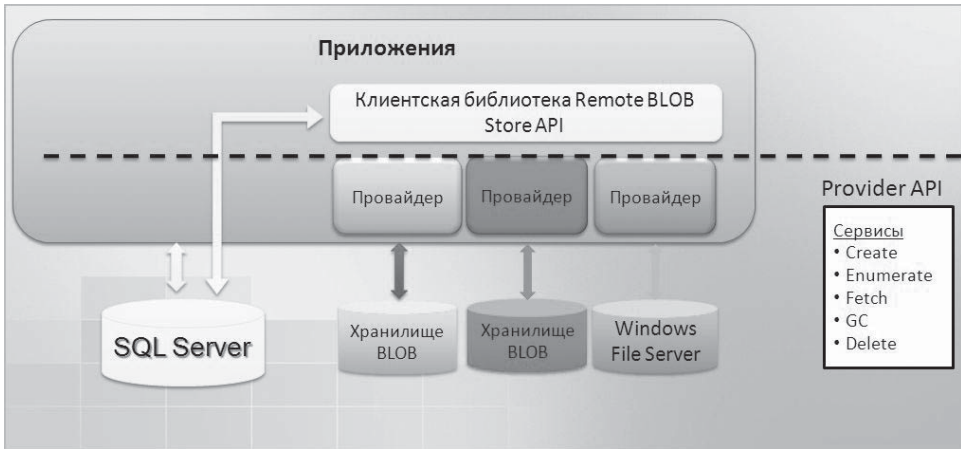 Приложения
Клиентская библиотека Remote BLOB
Store API
Провайдер
Провайдер
Провайдер
Provider API
Сервисы
• Create
• Enumerate
• Fetch
• GC
• Delete
SQL Server
Хранилище
BLOB
Хранилище
BLOB
Windows
File Server